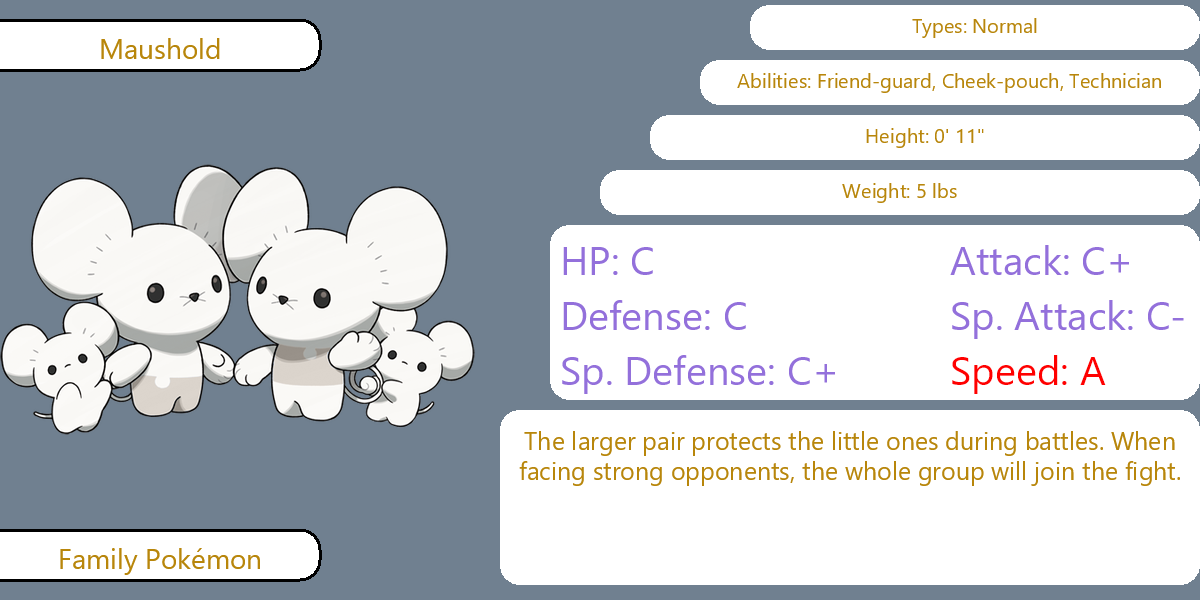 Maushold
Types: Normal
Abilities: Friend-guard, Cheek-pouch, Technician
Height: 0' 11"
Weight: 5 lbs
HP: C
Attack: C+
Defense: C
Sp. Attack: C-
Sp. Defense: C+
Speed: A
The larger pair protects the little ones during battles. When
facing strong opponents, the whole group will join the fight.
Family Pokémon